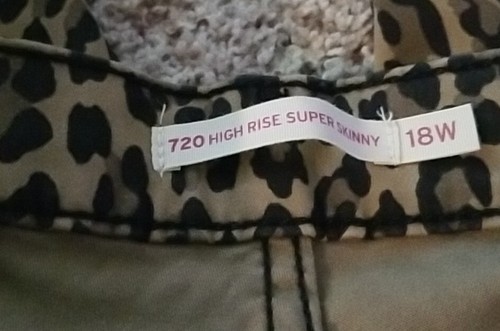 720 HIGH RISE SUPER SKINNY
18W